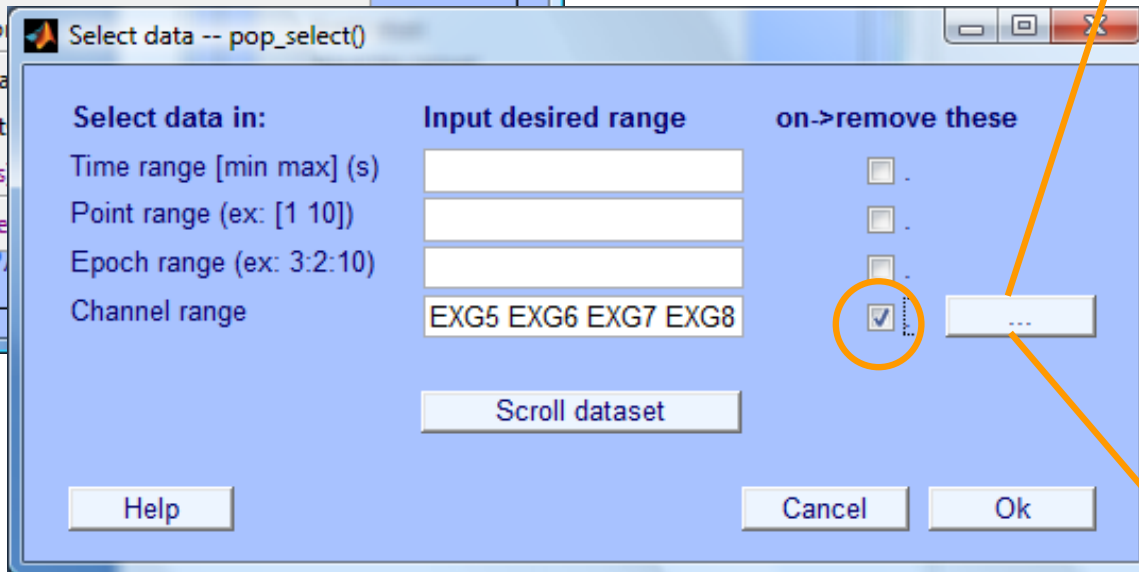 Select data -- pop_select()
Select data in: Input desired range on->remove these
Time range [min max] (s) .
Point range (ex: [1 10]) .
Epoch range (ex: 3:2:10) .
Channel range EXG5 EXG6 EXG7 EXG8 ...
Scroll dataset
Help Cancel Ok